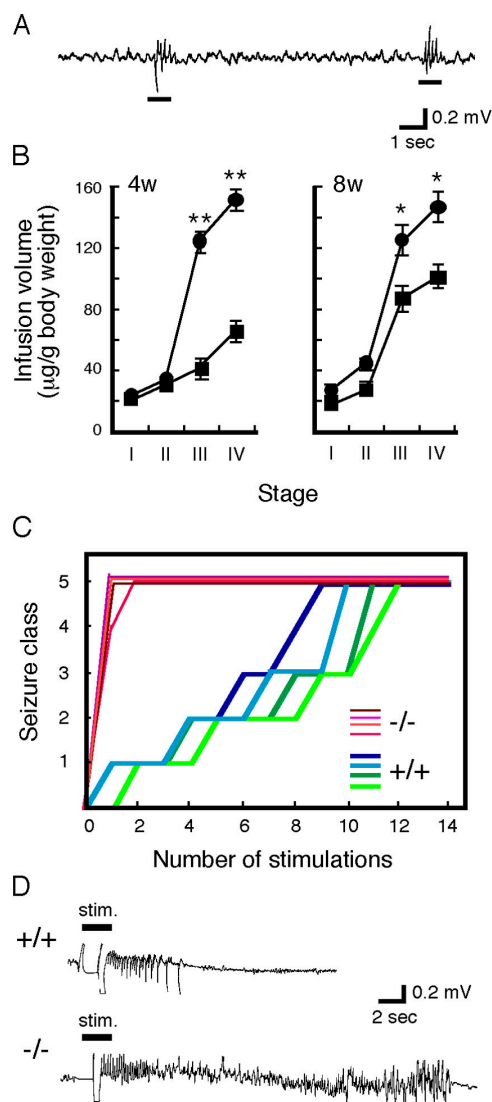 A
0.2 mV
1 sec
B
4w
8w
** **
* *
Infusion volume
(µg/g body weight)
160
120
80
40
0
I II III IV
I II III IV
Stage
C
Seizure class
5
4
3
2
1
0 2 4 6 8 10 12 14
-/-
+/+
Number of stimulations
D
stim.
+/+
0.2 mV
2 sec
stim.
-/-